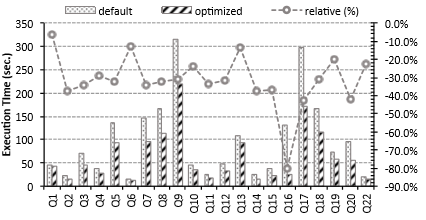 default optimized relative (%)
Execution Time (sec.)
350 300 250 200 150 100 50 0
0.0% -10.0% -20.0% -30.0% -40.0% -50.0% -60.0% -70.0% -80.0% -90.0%
Q1 Q2 Q3 Q4 Q5 Q6 Q7 Q8 Q9 Q10 Q11 Q12 Q13 Q14 Q15 Q16 Q17 Q18 Q19 Q20 Q22